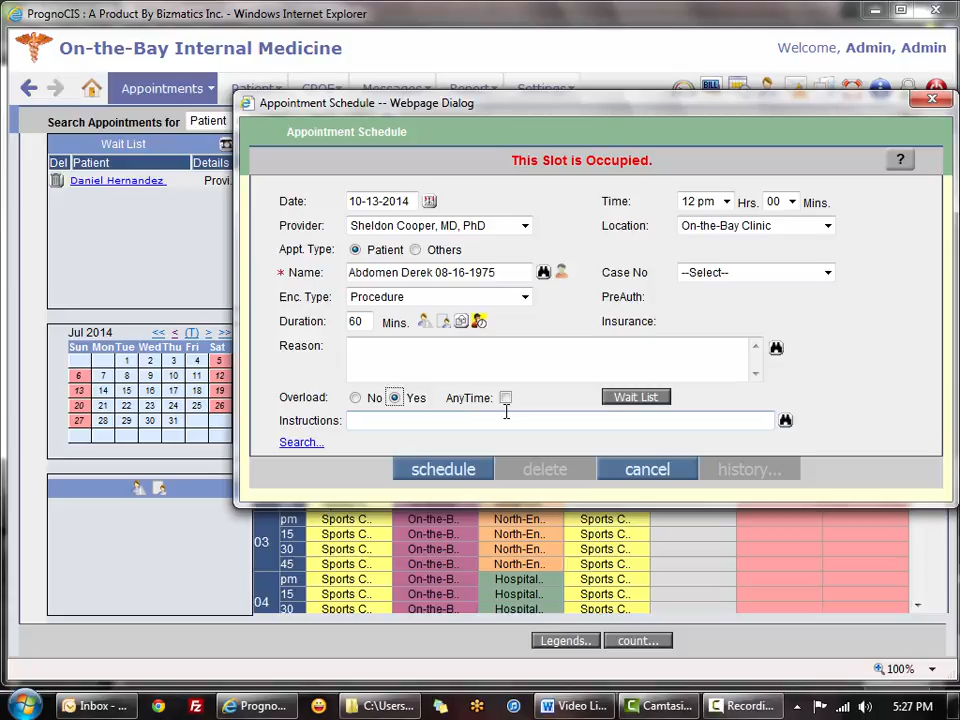 PrognoCIS : A Product By Bizmatics Inc. - Windows Internet Explorer
On-the-Bay Internal Medicine
Welcome, Admin, Admin
Appointments
Appointment Schedule -- Webpage Dialog
Search Appointments for Patient
Appointment Schedule
Wait List
This Slot is Occupied. ?
Del Patient Details
Daniel Hernandez Provi.
Date: 10-13-2014 Time: 12 pm Hrs. 00 Mins.
Provider: Sheldon Cooper, MD, PhD Location: On-the-Bay Clinic
Appt. Type: Patient Others
* Name: Abdomen Derek 08-16-1975 Case No --Select--
Enc. Type: Procedure PreAuth:
Duration: 60 Mins. Insurance:
Reason:
Overload: No Yes AnyTime: Wait List
Instructions:
Search...
schedule delete cancel history...
Jul 2014 << < (T) > >>
Sun Mon Tue Wed Thu Fri Sat
1 2 3 4 5
6 7 8 9 10 11 12
13 14 15 16 17 18 19
20 21 22 23 24 25 26
27 28 29 30 31
pm Sports C.. On-the-B.. North-En.. Sports C..
03 15 Sports C.. On-the-B.. North-En.. Sports C..
30 Sports C.. On-the-B.. North-En.. Sports C..
45 Sports C.. On-the-B.. North-En.. Sports C..
pm Sports C.. On-the-B.. Hospital.. Sports C..
04 15 Sports C.. On-the-B.. Hospital.. Sports C..
30 Sports C.. On-the-B.. Hospital.. Sports C..
Legends.. count...
100%
Inbox - ... Progno... C:\Users... Video Li... Camtasi... Recordi... 5:27 PM